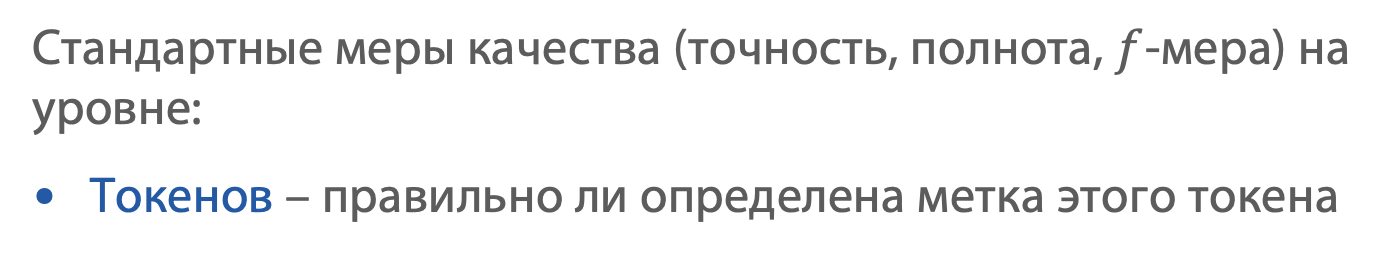 Стандартные меры качества (точность, полнота, f-мера) на
уровне:
• Токенов – правильно ли определена метка этого токена